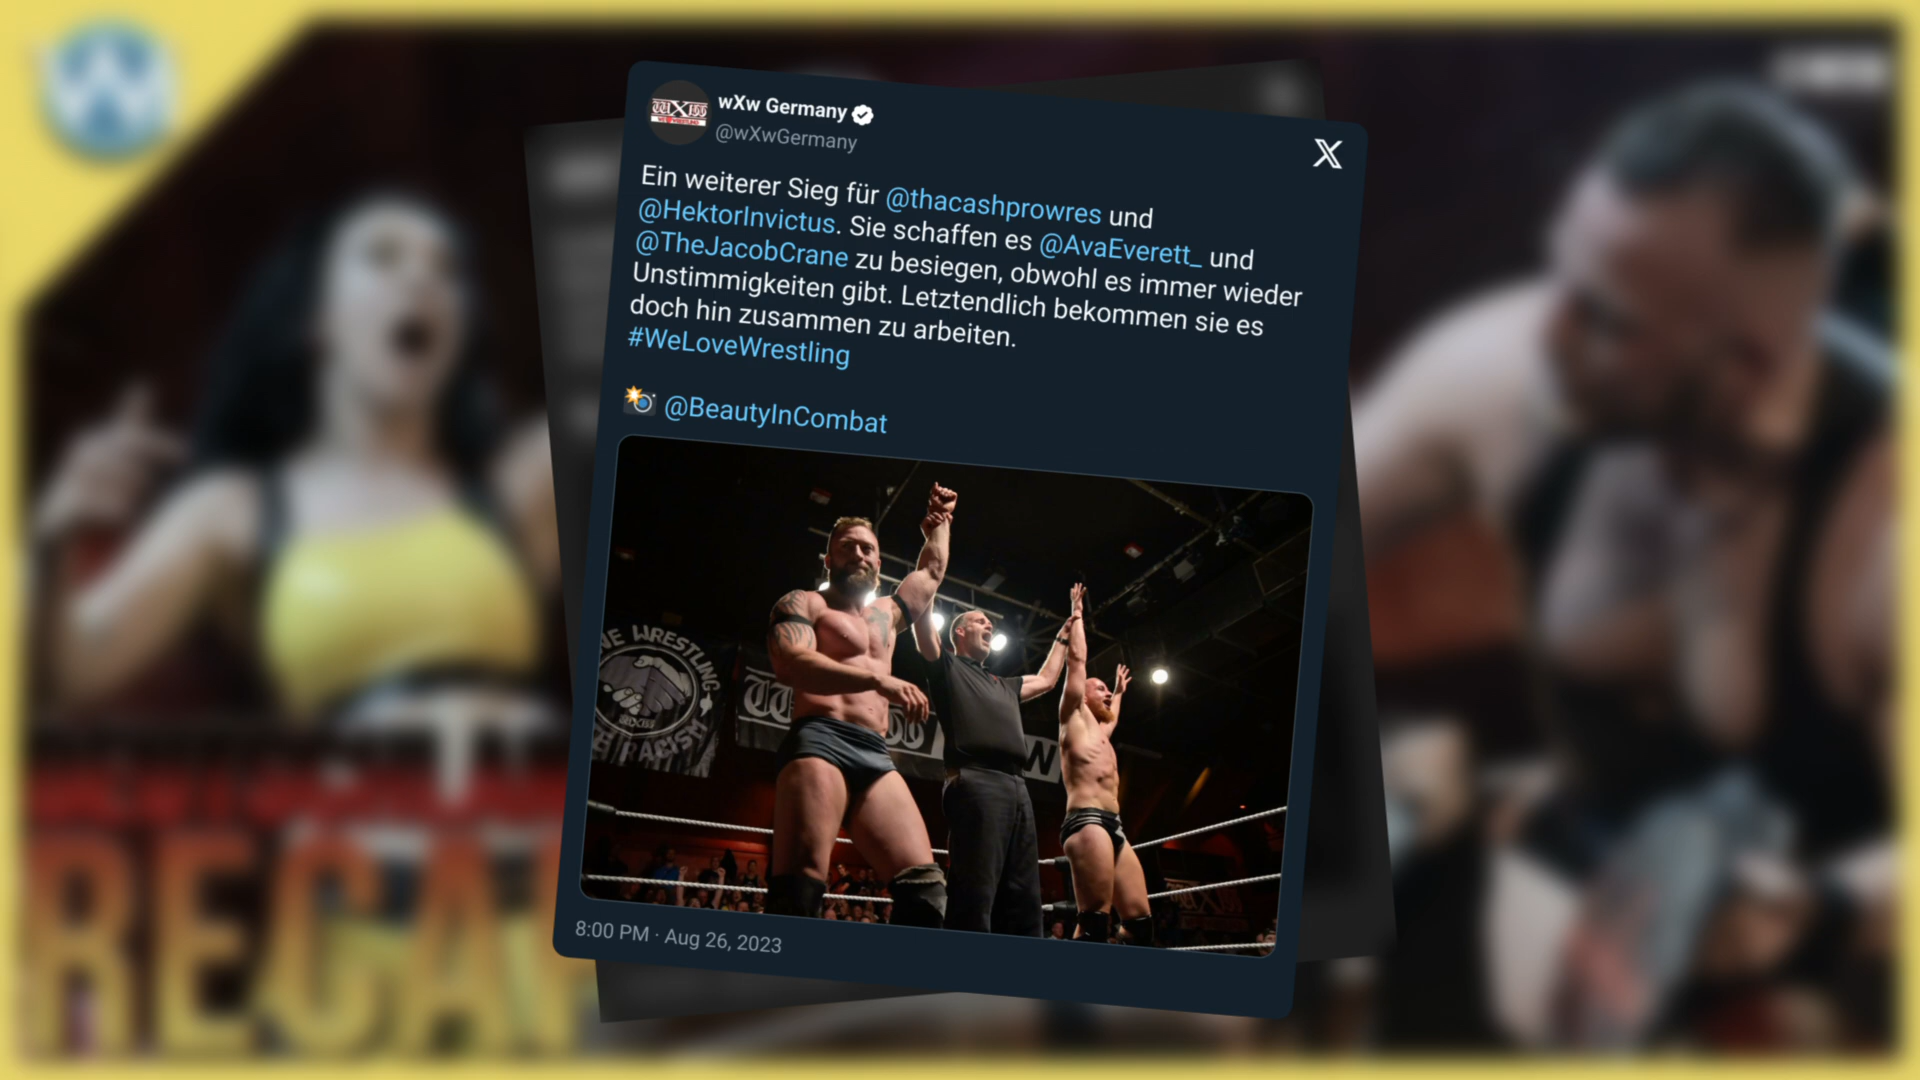 wXw Germany
@wXwGermany
Ein weiterer Sieg für @thacashprowres und
@HektorInvictus. Sie schaffen es @AvaEverett_ und
@TheJacobCrane zu besiegen, obwohl es immer wieder
Unstimmigkeiten gibt. Letztendlich bekommen sie es
doch hin zusammen zu arbeiten.
#WeLoveWrestling
@BeautyInCombat
WE WRESTLING
RACISM
W
8:00 PM · Aug 26, 2023
RECA